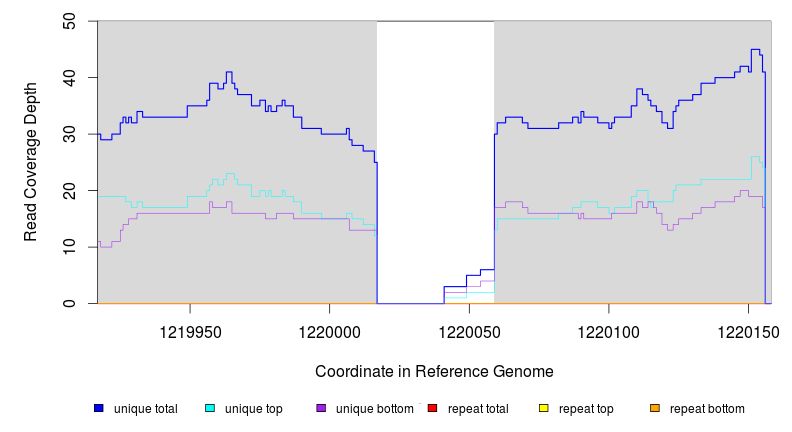 50
40
30
20
10
0
Read Coverage Depth
1219950 1220000 1220050 1220100 1220150
Coordinate in Reference Genome
unique total unique top unique bottom repeat total repeat top repeat bottom